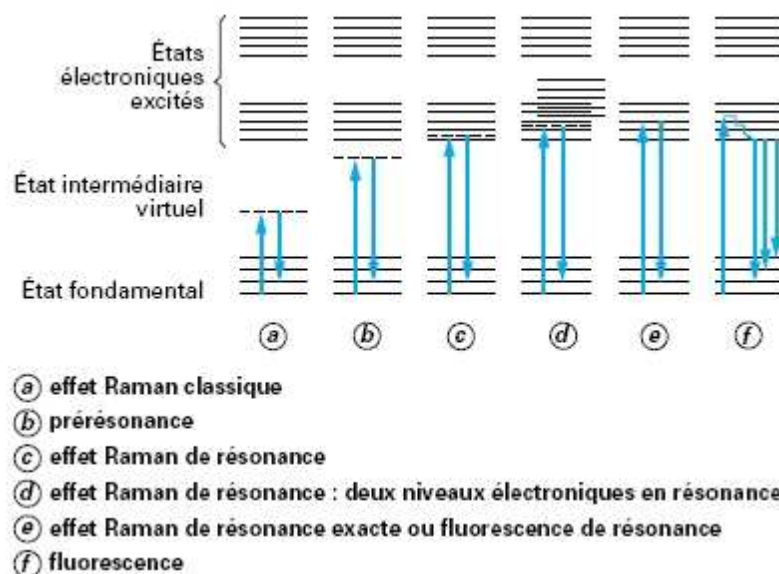 États
électroniques
excités
État intermédiaire
virtuel
État fondamental
a b c d e f
a effet Raman classique
b prérésonance
c effet Raman de résonance
d effet Raman de résonance : deux niveaux électroniques en résonance
e effet Raman de résonance exacte ou fluorescence de résonance
f fluorescence